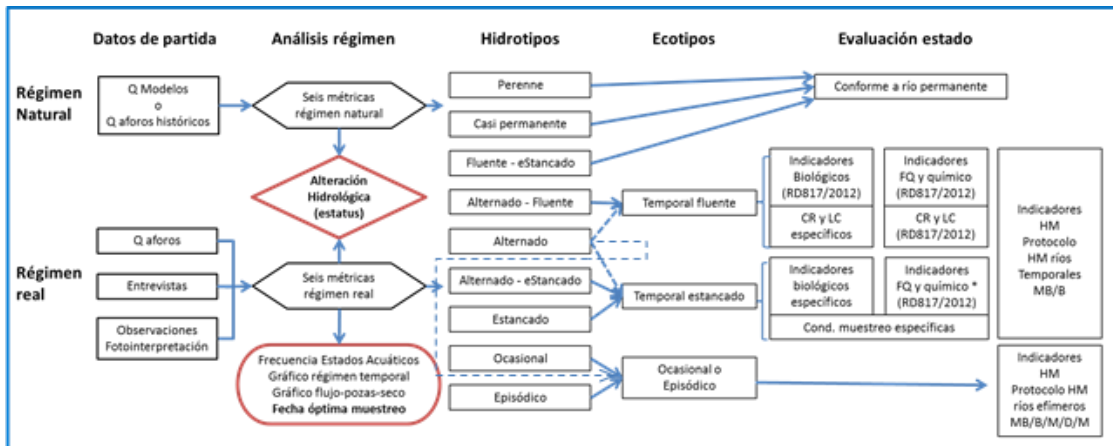 Datos de partida
Análisis régimen
Hidrotipos
Ecotipos
Evaluación estado
Régimen
Natural
Q Modelos
o
Q aforos históricos
Seis métricas
régimen natural
Perenne
Casi permanente
Fluente - eStancado
Conforme a río permanente
Alteración
Hidrológica
(estatus)
Alternado - Fluente
Alternado
Alternado - eStancado
Estancado
Ocasional
Episódico
Temporal fluente
Temporal estancado
Ocasional o
Episódico
Indicadores
Biológicos
(RD817/2012)
CR y LC
específicos
Indicadores
FQ y químico
(RD817/2012)
CR y LC
(RD817/2012)
Indicadores
biológicos
específicos
Indicadores
FQ y químico *
(RD817/2012)
Cond. muestreo específicas
Indicadores
HM
Protocolo
HM ríos
Temporales
MB/B
Régimen
real
Q aforos
Entrevistas
Observaciones
Fotointerpretación
Seis métricas
régimen real
Frecuencia Estados Acuáticos
Gráfico régimen temporal
Gráfico flujo-pozas-seco
Fecha óptima muestreo
Indicadores
HM
Protocolo HM
ríos efímeros
MB/B/M/D/M